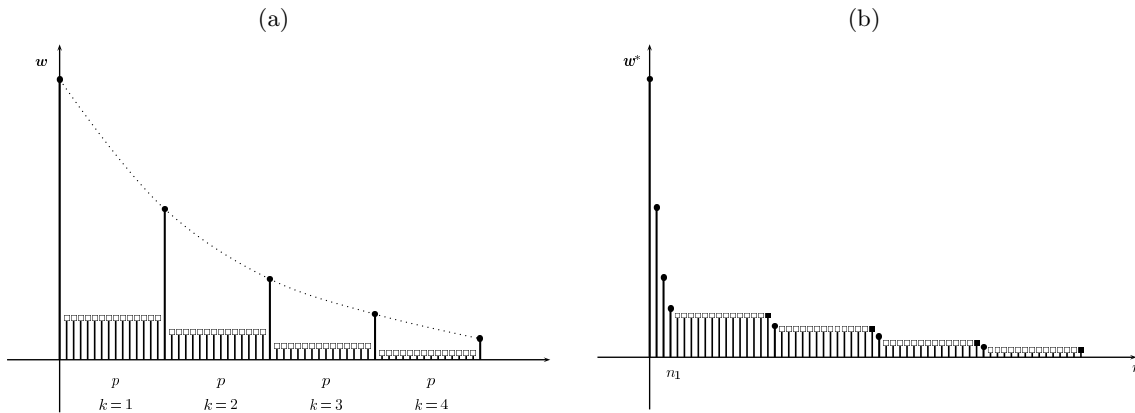 (a)
(b)
w
w*
p p p p
k = 1 k = 2 k = 3 k = 4
n₁